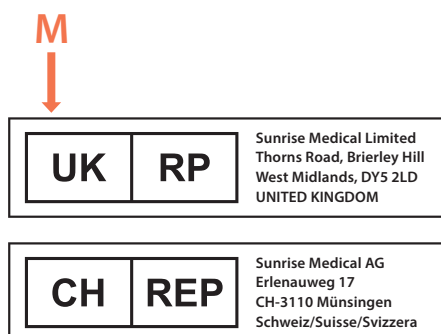 M
UK RP
Sunrise Medical Limited
Thorns Road, Brierley Hill
West Midlands, DY5 2LD
UNITED KINGDOM
CH REP
Sunrise Medical AG
Erlenauweg 17
CH-3110 Münsingen
Schweiz/Suisse/Svizzera